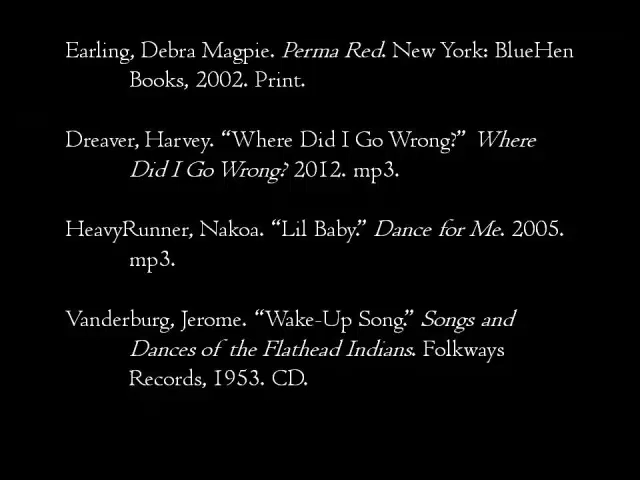 Earling, Debra Magpie. Perma Red. New York: BlueHen
Books, 2002. Print.
Dreaver, Harvey. “Where Did I Go Wrong?” Where
Did I Go Wrong? 2012. mp3.
HeavyRunner, Nakoa. “Lil Baby.” Dance for Me. 2005.
mp3.
Vanderburg, Jerome. “Wake-Up Song.” Songs and
Dances of the Flathead Indians. Folkways
Records, 1953. CD.